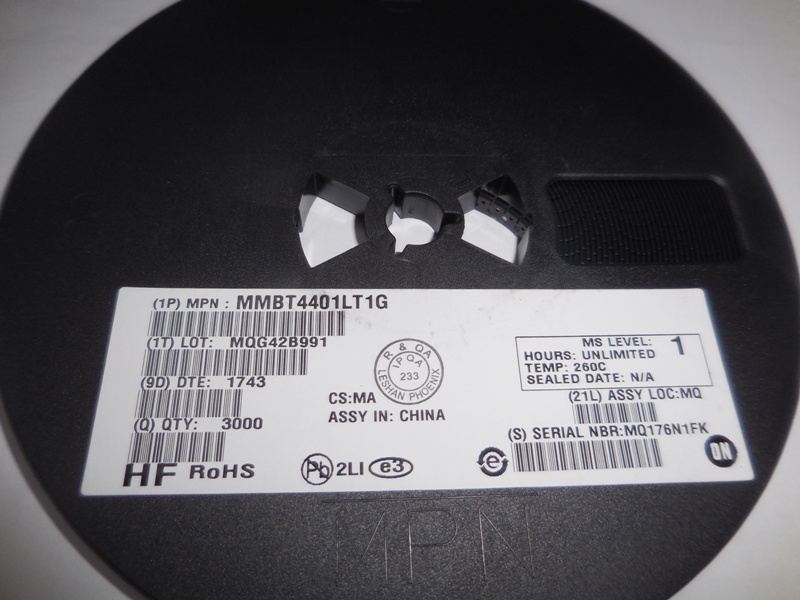 (1P) MPN : MMBT4401LT1G
(1T) LOT: MQG42B991
(9D) DTE: 1743
(Q) QTY: 3000
HF RoHS
Pb 2LI e3
R & QA
IPQA
233
LESHAN PHOENIX
CS:MA
ASSY IN: CHINA
MS LEVEL: 1
HOURS: UNLIMITED
TEMP: 260C
SEALED DATE: N/A
(21L) ASSY LOC:MQ
(S) SERIAL NBR:MQ176N1FK
e
ON
MPN